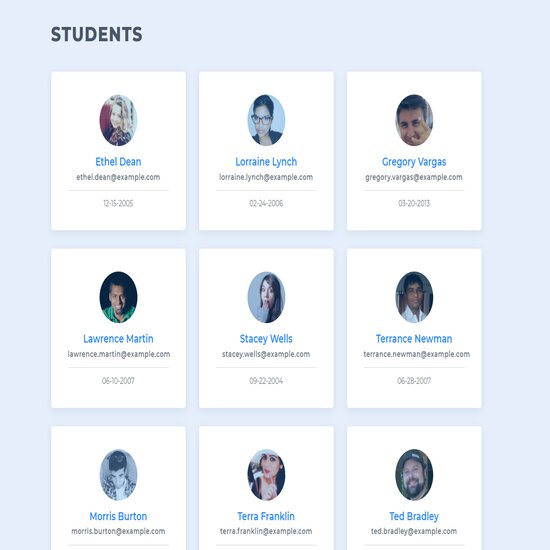 STUDENTS
Ethel Dean
ethel.dean@example.com
12-15-2005
Lorraine Lynch
lorraine.lynch@example.com
02-24-2006
Gregory Vargas
gregory.vargas@example.com
03-20-2013
Lawrence Martin
lawrence.martin@example.com
06-10-2007
Stacey Wells
stacey.wells@example.com
09-22-2004
Terrance Newman
terrance.newman@example.com
06-28-2007
Morris Burton
morris.burton@example.com
Terra Franklin
terra.franklin@example.com
Ted Bradley
ted.bradley@example.com